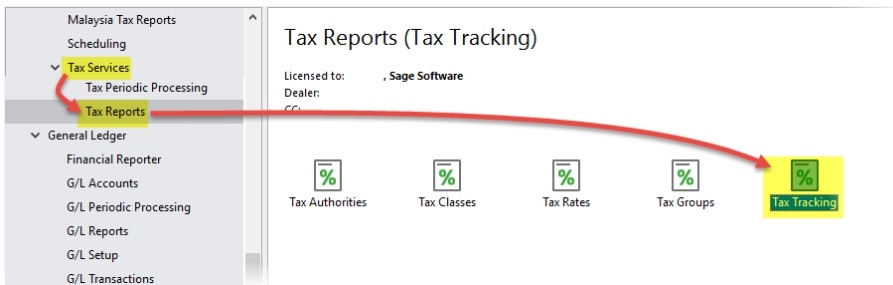 Malaysia Tax Reports
Scheduling
Tax Services
Tax Periodic Processing
Tax Reports
General Ledger
Financial Reporter
G/L Accounts
G/L Periodic Processing
G/L Reports
G/L Setup
G/L Transactions
Tax Reports (Tax Tracking)
Licensed to: , Sage Software
Dealer:
Tax Authorities
Tax Classes
Tax Rates
Tax Groups
Tax Tracking